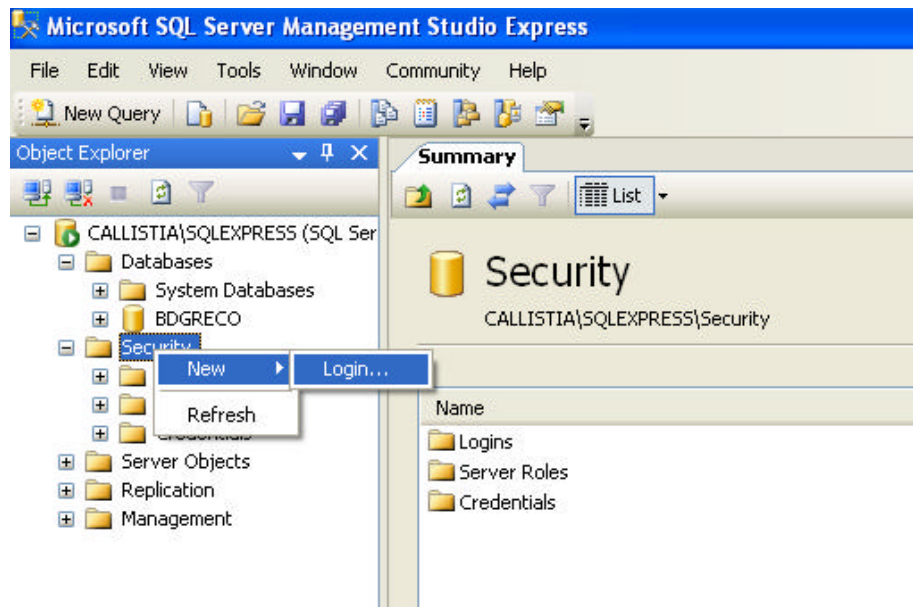 Microsoft SQL Server Management Studio Express
File Edit View Tools Window Community Help
New Query
Object Explorer
Summary
List
CALLISTIA\SQLEXPRESS (SQL Ser
Databases
System Databases
BDGRECO
Security
New
Login...
Refresh
Server Objects
Replication
Management
Security
CALLISTIA\SQLEXPRESS\Security
Name
Logins
Server Roles
Credentials